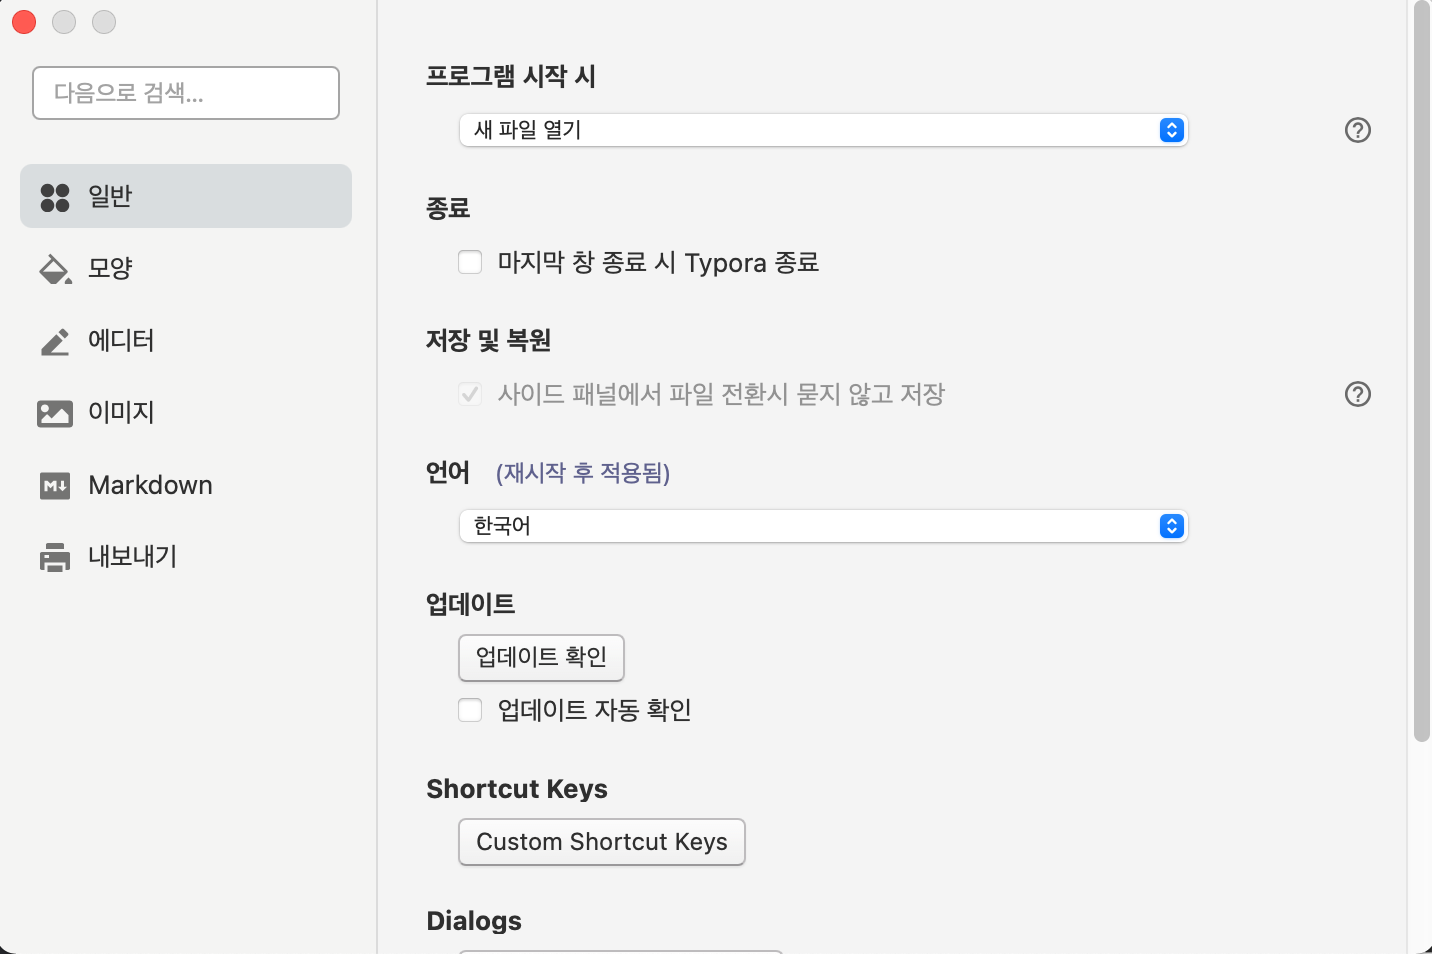 다음으로 검색...
일반
모양
에디터
이미지
Markdown
내보내기
프로그램 시작 시
새 파일 열기
종료
마지막 창 종료 시 Typora 종료
저장 및 복원
사이드 패널에서 파일 전환시 묻지 않고 저장
언어 (재시작 후 적용됨)
한국어
업데이트
업데이트 확인
업데이트 자동 확인
Shortcut Keys
Custom Shortcut Keys
Dialogs